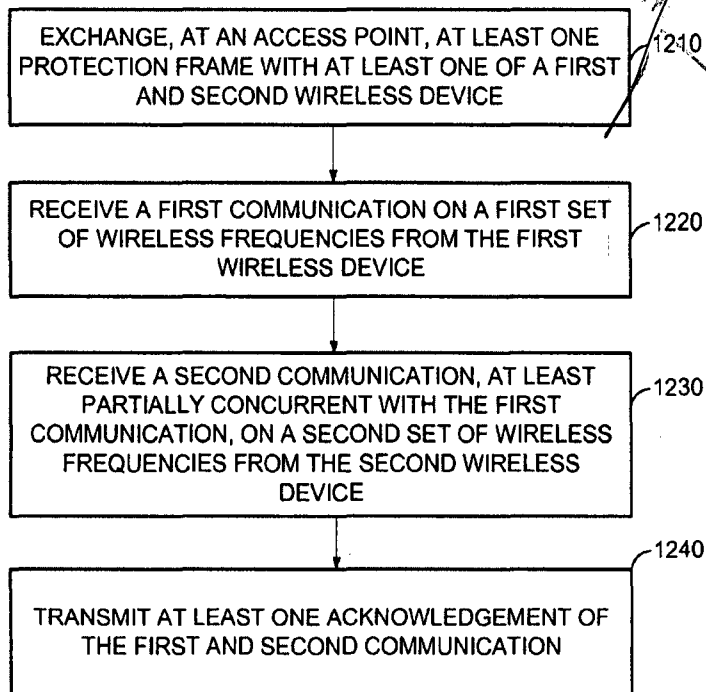 EXCHANGE, AT AN ACCESS POINT, AT LEAST ONE
PROTECTION FRAME WITH AT LEAST ONE OF A FIRST
AND SECOND WIRELESS DEVICE
1210
RECEIVE A FIRST COMMUNICATION ON A FIRST SET
OF WIRELESS FREQUENCIES FROM THE FIRST
WIRELESS DEVICE
1220
RECEIVE A SECOND COMMUNICATION, AT LEAST
PARTIALLY CONCURRENT WITH THE FIRST
COMMUNICATION, ON A SECOND SET OF WIRELESS
FREQUENCIES FROM THE SECOND WIRELESS
DEVICE
1230
TRANSMIT AT LEAST ONE ACKNOWLEDGEMENT OF
THE FIRST AND SECOND COMMUNICATION
1240